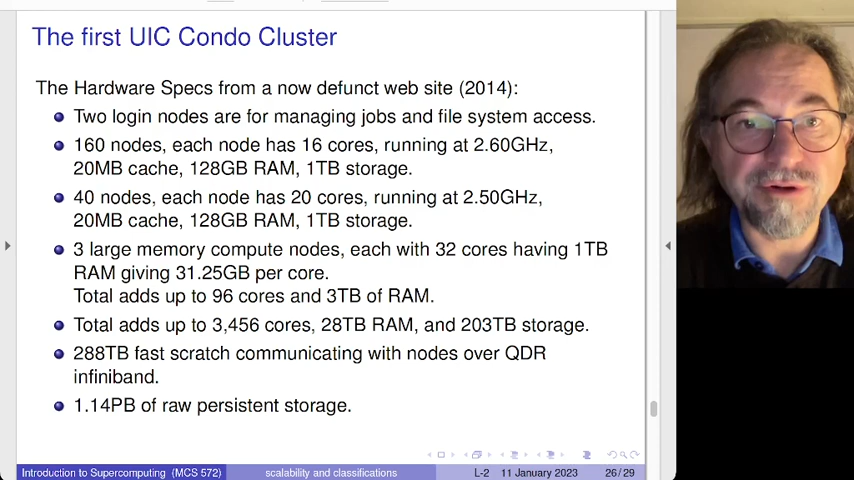 The first UIC Condo Cluster
The Hardware Specs from a now defunct web site (2014):
Two login nodes are for managing jobs and file system access.
160 nodes, each node has 16 cores, running at 2.60GHz,
20MB cache, 128GB RAM, 1TB storage.
40 nodes, each node has 20 cores, running at 2.50GHz,
20MB cache, 128GB RAM, 1TB storage.
3 large memory compute nodes, each with 32 cores having 1TB
RAM giving 31.25GB per core.
Total adds up to 96 cores and 3TB of RAM.
Total adds up to 3,456 cores, 28TB RAM, and 203TB storage.
288TB fast scratch communicating with nodes over QDR
infiniband.
1.14PB of raw persistent storage.
Introduction to Supercomputing (MCS 572) scalability and classifications L-2 11 January 2023 26/29